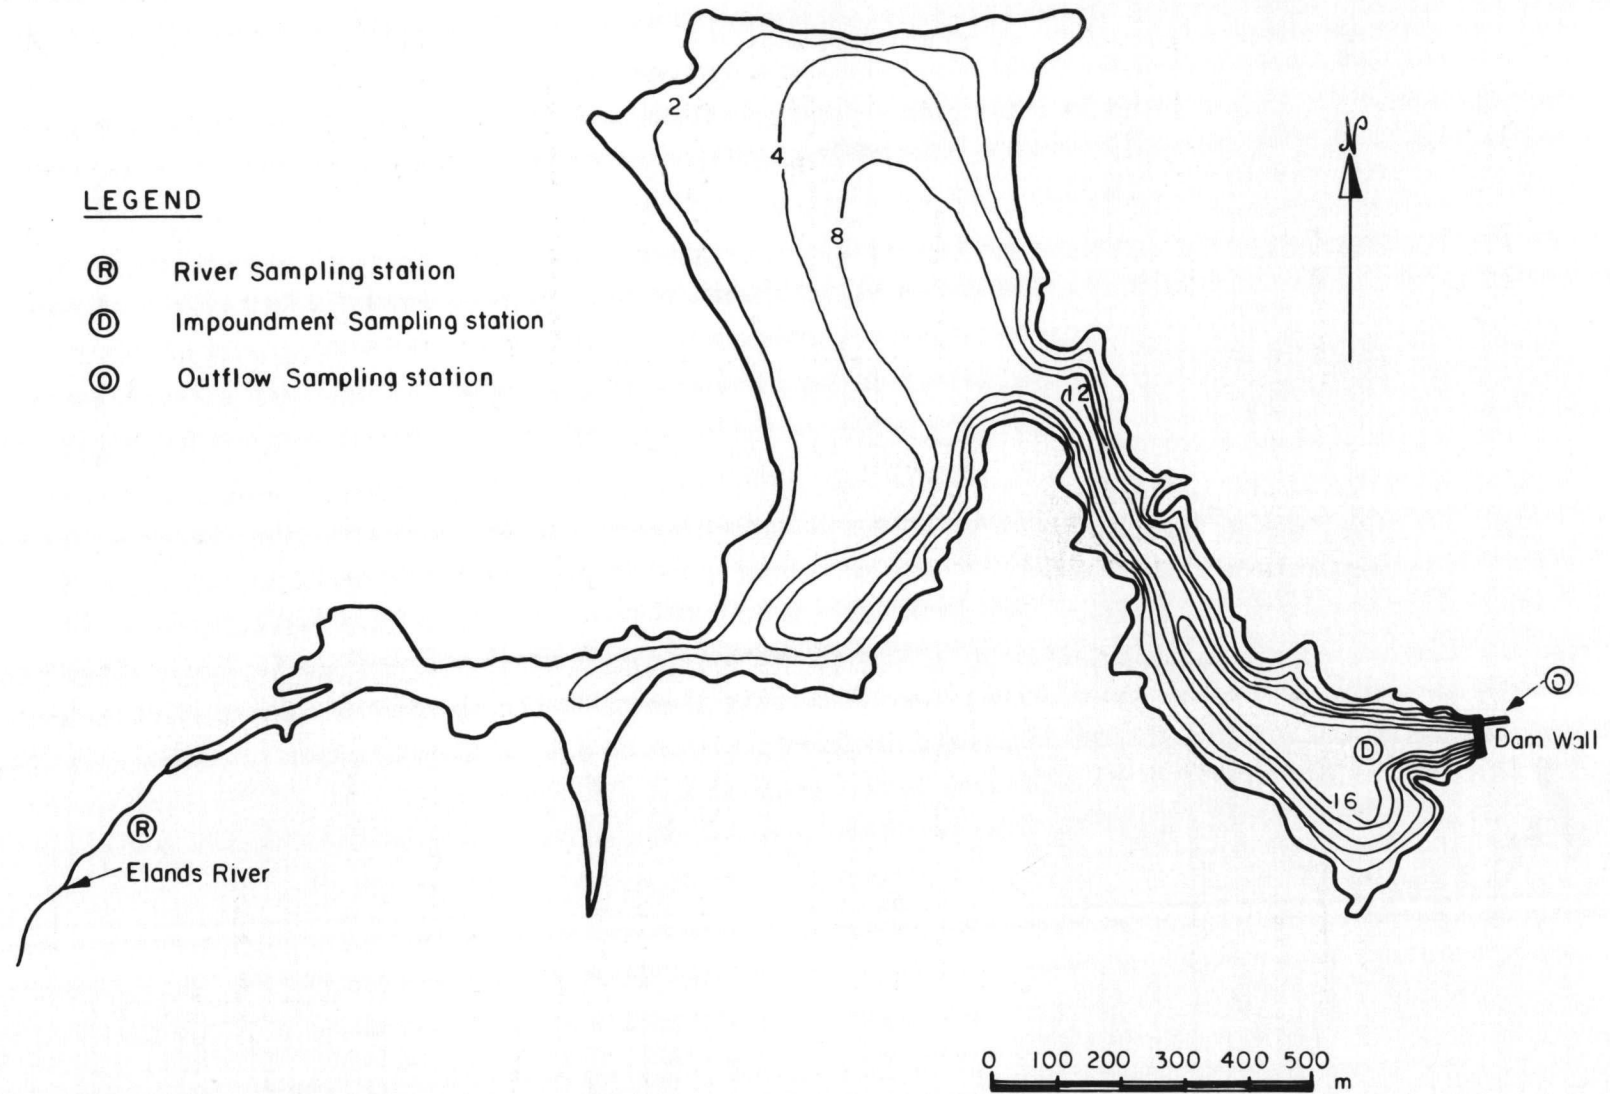 N
2
4
LEGEND
8
R River Sampling station
D Impoundment Sampling station
O Outflow Sampling station
12
O
D
Dam Wall
16
R
Elands River
0 100 200 300 400 500
m